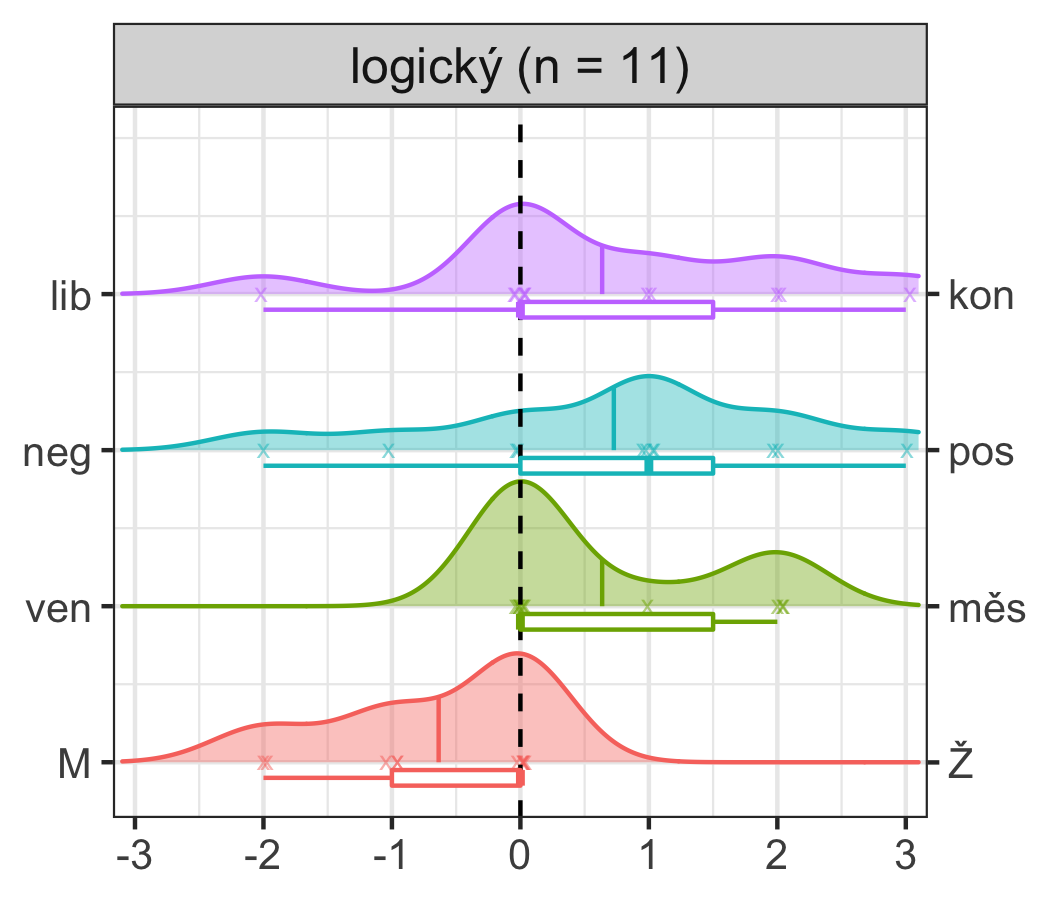 logický (n = 11)
lib kon
neg pos
ven měs
M Ž
-3 -2 -1 0 1 2 3